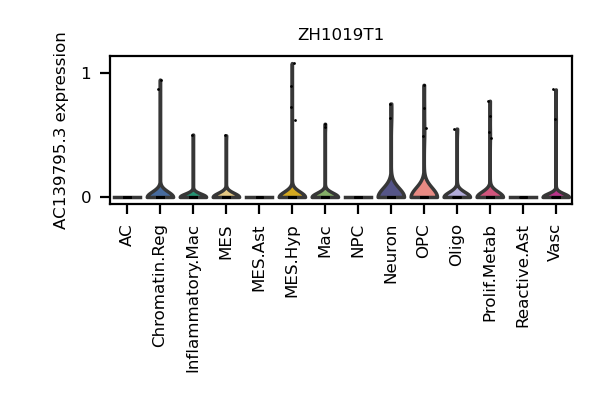 ZH1019T1
AC139795.3 expression
1
0
AC
Chromatin.Reg
Inflammatory.Mac
MES
MES.Ast
MES.Hyp
Mac
NPC
Neuron
OPC
Oligo
Prolif.Metab
Reactive.Ast
Vasc